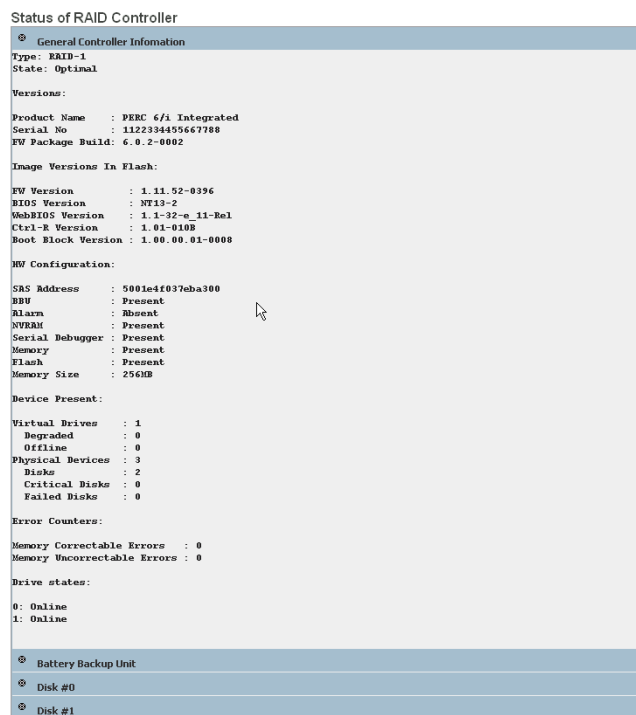 Status of RAID Controller
General Controller Infomation
Type: RAID-1
State: Optimal
Versions:
Product Name : PERC 6/i Integrated
Serial No : 1122334455667788
FW Package Build: 6.0.2-0002
Image Versions In Flash:
FW Version : 1.11.52-0396
BIOS Version : NT13-2
WebBIOS Version : 1.1-32-e_11-Rel
Ctrl-R Version : 1.01-010B
Boot Block Version : 1.00.00.01-0008
HW Configuration:
SAS Address : 5001e4f037eba300
BBU : Present
Alarm : Absent
NVRAM : Present
Serial Debugger : Present
Memory : Present
Flash : Present
Memory Size : 256MB
Device Present:
Virtual Drives : 1
Degraded : 0
Offline : 0
Physical Devices : 3
Disks : 2
Critical Disks : 0
Failed Disks : 0
Error Counters:
Memory Correctable Errors : 0
Memory Uncorrectable Errors : 0
Drive states:
0: Online
1: Online
Battery Backup Unit
Disk #0
Disk #1